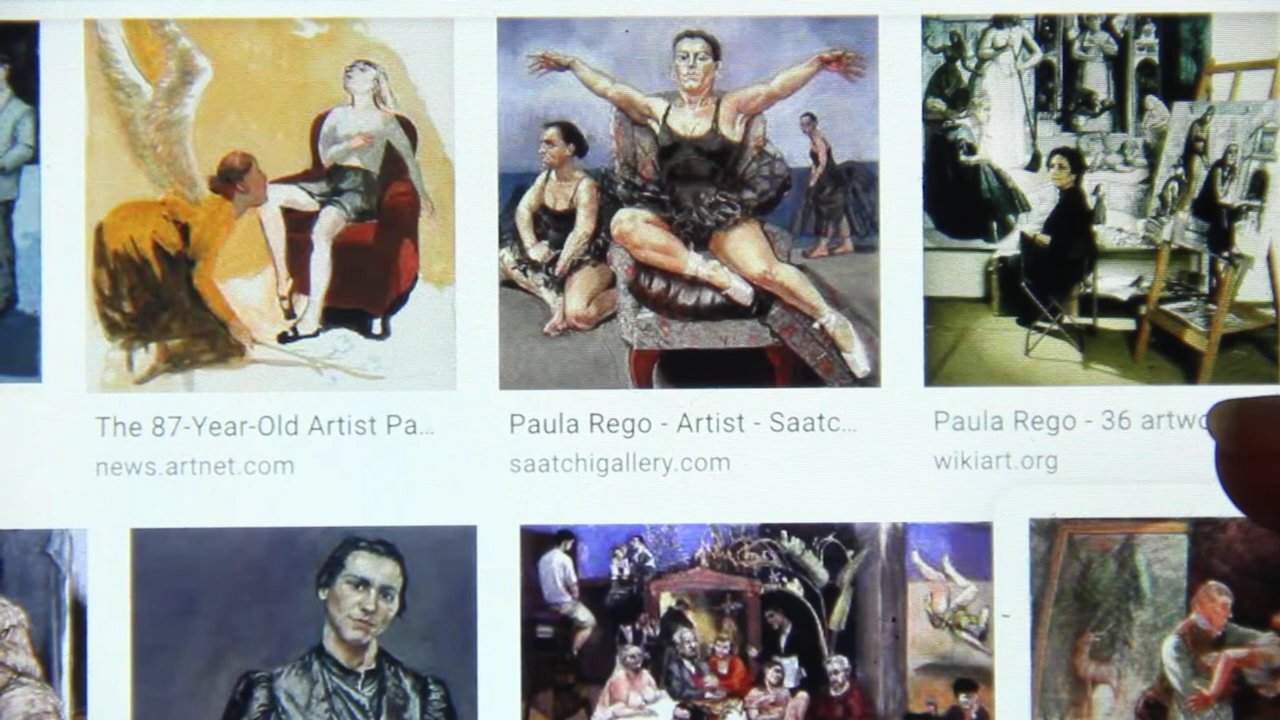 The 87-Year-Old Artist Pa...
news.artnet.com
Paula Rego - Artist - Saatc...
saatchigallery.com
Paula Rego - 36 artwo
wikiart.org